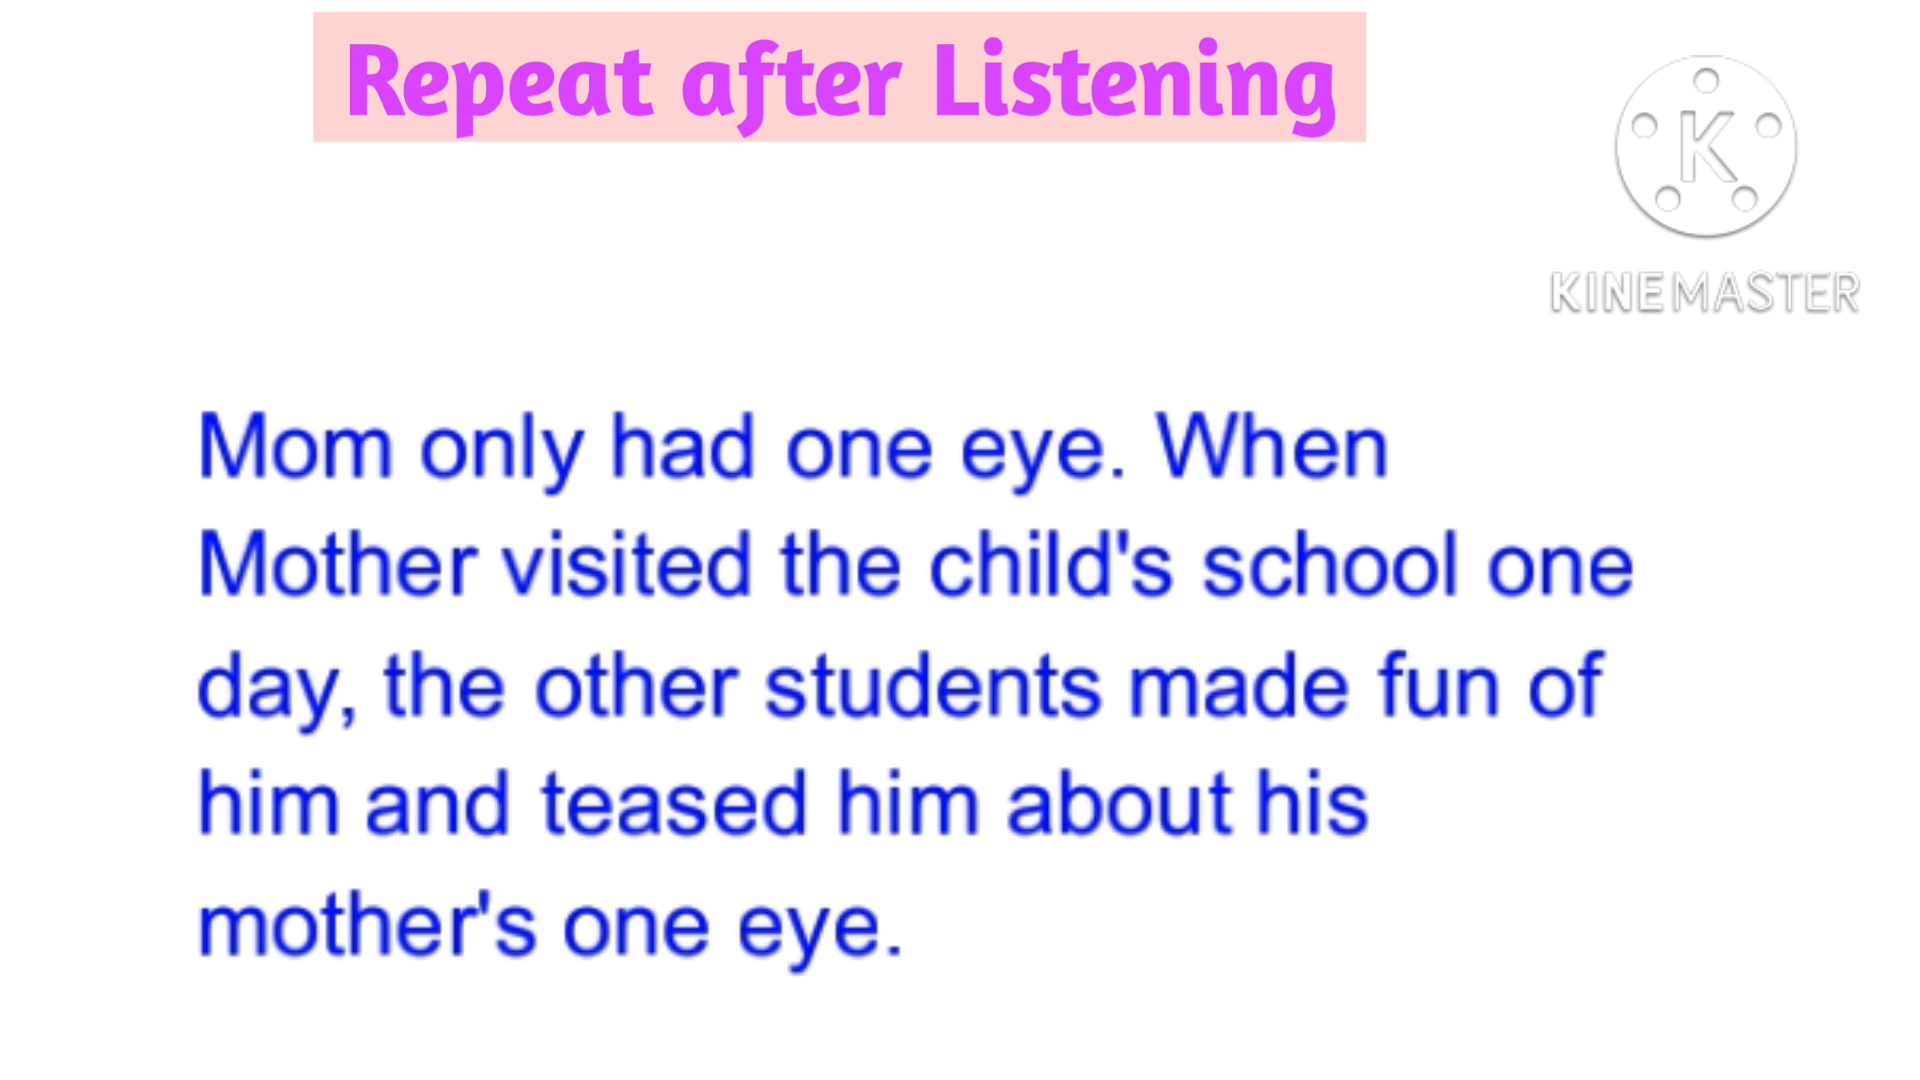 Repeat after Listening
K
KINEMASTER
Mom only had one eye. When
Mother visited the child's school one
day, the other students made fun of
him and teased him about his
mother's one eye.